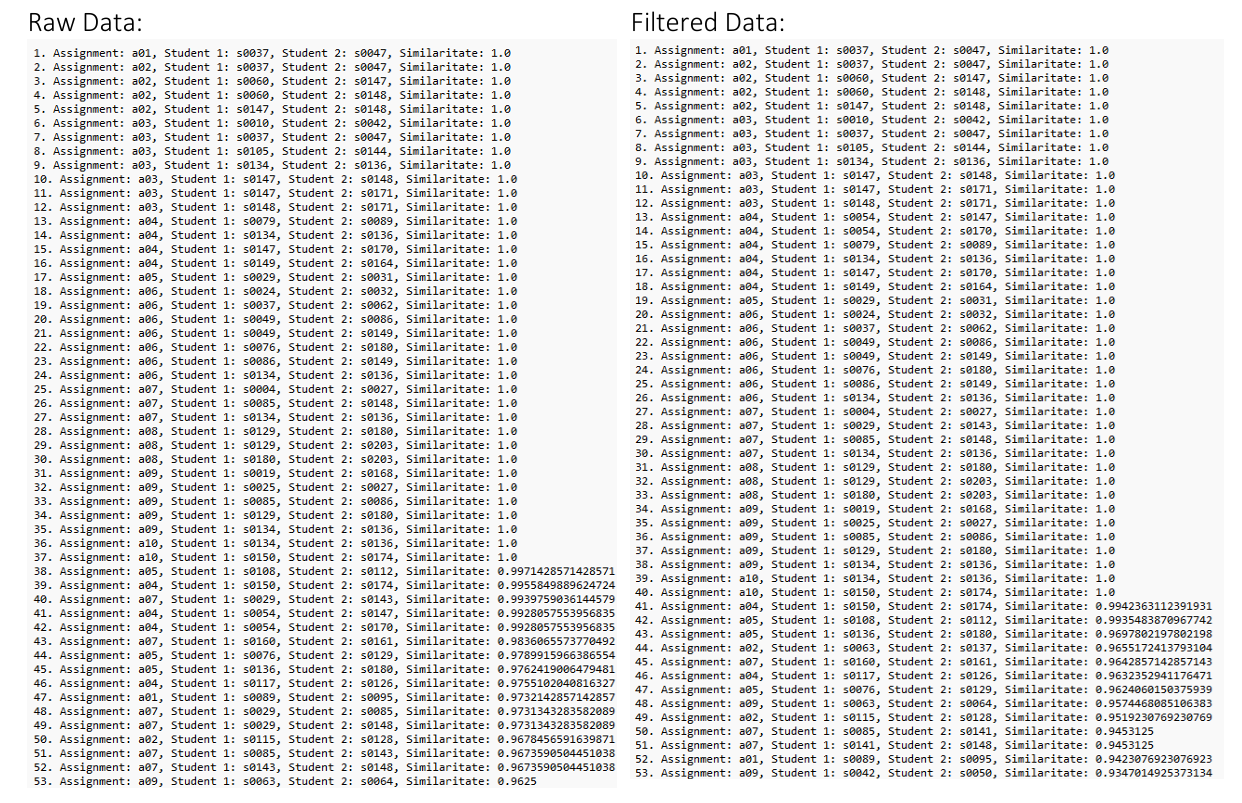 Raw Data:
1. Assignment: a01, Student 1: s0037, Student 2: s0047, Similaritate: 1.0
2. Assignment: a02, Student 1: s0037, Student 2: s0047, Similaritate: 1.0
3. Assignment: a02, Student 1: s0060, Student 2: s0147, Similaritate: 1.0
4. Assignment: a02, Student 1: s0060, Student 2: s0148, Similaritate: 1.0
5. Assignment: a02, Student 1: s0147, Student 2: s0148, Similaritate: 1.0
6. Assignment: a03, Student 1: s0010, Student 2: s0042, Similaritate: 1.0
7. Assignment: a03, Student 1: s0037, Student 2: s0047, Similaritate: 1.0
8. Assignment: a03, Student 1: s0105, Student 2: s0144, Similaritate: 1.0
9. Assignment: a03, Student 1: s0134, Student 2: s0136, Similaritate: 1.0
10. Assignment: a03, Student 1: s0147, Student 2: s0148, Similaritate: 1.0
11. Assignment: a03, Student 1: s0147, Student 2: s0171, Similaritate: 1.0
12. Assignment: a03, Student 1: s0148, Student 2: s0171, Similaritate: 1.0
13. Assignment: a04, Student 1: s0079, Student 2: s0089, Similaritate: 1.0
14. Assignment: a04, Student 1: s0134, Student 2: s0136, Similaritate: 1.0
15. Assignment: a04, Student 1: s0147, Student 2: s0170, Similaritate: 1.0
16. Assignment: a04, Student 1: s0149, Student 2: s0164, Similaritate: 1.0
17. Assignment: a05, Student 1: s0029, Student 2: s0031, Similaritate: 1.0
18. Assignment: a06, Student 1: s0024, Student 2: s0032, Similaritate: 1.0
19. Assignment: a06, Student 1: s0037, Student 2: s0062, Similaritate: 1.0
20. Assignment: a06, Student 1: s0049, Student 2: s0086, Similaritate: 1.0
21. Assignment: a06, Student 1: s0049, Student 2: s0149, Similaritate: 1.0
22. Assignment: a06, Student 1: s0076, Student 2: s0180, Similaritate: 1.0
23. Assignment: a06, Student 1: s0086, Student 2: s0149, Similaritate: 1.0
24. Assignment: a06, Student 1: s0134, Student 2: s0136, Similaritate: 1.0
25. Assignment: a07, Student 1: s0004, Student 2: s0027, Similaritate: 1.0
26. Assignment: a07, Student 1: s0085, Student 2: s0148, Similaritate: 1.0
27. Assignment: a07, Student 1: s0134, Student 2: s0136, Similaritate: 1.0
28. Assignment: a08, Student 1: s0129, Student 2: s0180, Similaritate: 1.0
29. Assignment: a08, Student 1: s0129, Student 2: s0203, Similaritate: 1.0
30. Assignment: a08, Student 1: s0180, Student 2: s0203, Similaritate: 1.0
31. Assignment: a09, Student 1: s0019, Student 2: s0168, Similaritate: 1.0
32. Assignment: a09, Student 1: s0025, Student 2: s0027, Similaritate: 1.0
33. Assignment: a09, Student 1: s0085, Student 2: s0086, Similaritate: 1.0
34. Assignment: a09, Student 1: s0129, Student 2: s0180, Similaritate: 1.0
35. Assignment: a09, Student 1: s0134, Student 2: s0136, Similaritate: 1.0
36. Assignment: a10, Student 1: s0134, Student 2: s0136, Similaritate: 1.0
37. Assignment: a10, Student 1: s0150, Student 2: s0174, Similaritate: 1.0
38. Assignment: a05, Student 1: s0108, Student 2: s0112, Similaritate: 0.9971428571428571
39. Assignment: a04, Student 1: s0150, Student 2: s0174, Similaritate: 0.9955849889624724
40. Assignment: a07, Student 1: s0029, Student 2: s0143, Similaritate: 0.9939759036144579
41. Assignment: a04, Student 1: s0054, Student 2: s0147, Similaritate: 0.9928057553956835
42. Assignment: a04, Student 1: s0054, Student 2: s0170, Similaritate: 0.9928057553956835
43. Assignment: a07, Student 1: s0160, Student 2: s0161, Similaritate: 0.9836065573770492
44. Assignment: a05, Student 1: s0076, Student 2: s0129, Similaritate: 0.9789915966386554
45. Assignment: a05, Student 1: s0136, Student 2: s0180, Similaritate: 0.9762419006479481
46. Assignment: a04, Student 1: s0117, Student 2: s0126, Similaritate: 0.9755102040816327
47. Assignment: a01, Student 1: s0089, Student 2: s0095, Similaritate: 0.9732142857142857
48. Assignment: a07, Student 1: s0029, Student 2: s0085, Similaritate: 0.9731343283582089
49. Assignment: a07, Student 1: s0029, Student 2: s0148, Similaritate: 0.9731343283582089
50. Assignment: a02, Student 1: s0115, Student 2: s0128, Similaritate: 0.9678456591639871
51. Assignment: a07, Student 1: s0085, Student 2: s0143, Similaritate: 0.9673590504451038
52. Assignment: a07, Student 1: s0143, Student 2: s0148, Similaritate: 0.9673590504451038
53. Assignment: a09, Student 1: s0063, Student 2: s0064, Similaritate: 0.9625
Filtered Data:
1. Assignment: a01, Student 1: s0037, Student 2: s0047, Similaritate: 1.0
2. Assignment: a02, Student 1: s0037, Student 2: s0047, Similaritate: 1.0
3. Assignment: a02, Student 1: s0060, Student 2: s0147, Similaritate: 1.0
4. Assignment: a02, Student 1: s0060, Student 2: s0148, Similaritate: 1.0
5. Assignment: a02, Student 1: s0147, Student 2: s0148, Similaritate: 1.0
6. Assignment: a03, Student 1: s0010, Student 2: s0042, Similaritate: 1.0
7. Assignment: a03, Student 1: s0037, Student 2: s0047, Similaritate: 1.0
8. Assignment: a03, Student 1: s0105, Student 2: s0144, Similaritate: 1.0
9. Assignment: a03, Student 1: s0134, Student 2: s0136, Similaritate: 1.0
10. Assignment: a03, Student 1: s0147, Student 2: s0148, Similaritate: 1.0
11. Assignment: a03, Student 1: s0147, Student 2: s0171, Similaritate: 1.0
12. Assignment: a03, Student 1: s0148, Student 2: s0171, Similaritate: 1.0
13. Assignment: a04, Student 1: s0054, Student 2: s0147, Similaritate: 1.0
14. Assignment: a04, Student 1: s0054, Student 2: s0170, Similaritate: 1.0
15. Assignment: a04, Student 1: s0079, Student 2: s0089, Similaritate: 1.0
16. Assignment: a04, Student 1: s0134, Student 2: s0136, Similaritate: 1.0
17. Assignment: a04, Student 1: s0147, Student 2: s0170, Similaritate: 1.0
18. Assignment: a04, Student 1: s0149, Student 2: s0164, Similaritate: 1.0
19. Assignment: a05, Student 1: s0029, Student 2: s0031, Similaritate: 1.0
20. Assignment: a06, Student 1: s0024, Student 2: s0032, Similaritate: 1.0
21. Assignment: a06, Student 1: s0037, Student 2: s0062, Similaritate: 1.0
22. Assignment: a06, Student 1: s0049, Student 2: s0086, Similaritate: 1.0
23. Assignment: a06, Student 1: s0049, Student 2: s0149, Similaritate: 1.0
24. Assignment: a06, Student 1: s0076, Student 2: s0180, Similaritate: 1.0
25. Assignment: a06, Student 1: s0086, Student 2: s0149, Similaritate: 1.0
26. Assignment: a06, Student 1: s0134, Student 2: s0136, Similaritate: 1.0
27. Assignment: a07, Student 1: s0004, Student 2: s0027, Similaritate: 1.0
28. Assignment: a07, Student 1: s0029, Student 2: s0143, Similaritate: 1.0
29. Assignment: a07, Student 1: s0085, Student 2: s0148, Similaritate: 1.0
30. Assignment: a07, Student 1: s0134, Student 2: s0136, Similaritate: 1.0
31. Assignment: a08, Student 1: s0129, Student 2: s0180, Similaritate: 1.0
32. Assignment: a08, Student 1: s0129, Student 2: s0203, Similaritate: 1.0
33. Assignment: a08, Student 1: s0180, Student 2: s0203, Similaritate: 1.0
34. Assignment: a09, Student 1: s0019, Student 2: s0168, Similaritate: 1.0
35. Assignment: a09, Student 1: s0025, Student 2: s0027, Similaritate: 1.0
36. Assignment: a09, Student 1: s0085, Student 2: s0086, Similaritate: 1.0
37. Assignment: a09, Student 1: s0129, Student 2: s0180, Similaritate: 1.0
38. Assignment: a09, Student 1: s0134, Student 2: s0136, Similaritate: 1.0
39. Assignment: a10, Student 1: s0134, Student 2: s0136, Similaritate: 1.0
40. Assignment: a10, Student 1: s0150, Student 2: s0174, Similaritate: 1.0
41. Assignment: a04, Student 1: s0150, Student 2: s0174, Similaritate: 0.9942363112391931
42. Assignment: a05, Student 1: s0108, Student 2: s0112, Similaritate: 0.9935483870967742
43. Assignment: a05, Student 1: s0136, Student 2: s0180, Similaritate: 0.9697802197802198
44. Assignment: a02, Student 1: s0063, Student 2: s0137, Similaritate: 0.9655172413793104
45. Assignment: a07, Student 1: s0160, Student 2: s0161, Similaritate: 0.9642857142857143
46. Assignment: a04, Student 1: s0117, Student 2: s0126, Similaritate: 0.9632352941176471
47. Assignment: a05, Student 1: s0076, Student 2: s0129, Similaritate: 0.9624060150375939
48. Assignment: a09, Student 1: s0063, Student 2: s0064, Similaritate: 0.9574468085106383
49. Assignment: a02, Student 1: s0115, Student 2: s0128, Similaritate: 0.9519230769230769
50. Assignment: a07, Student 1: s0085, Student 2: s0141, Similaritate: 0.9453125
51. Assignment: a07, Student 1: s0141, Student 2: s0148, Similaritate: 0.9453125
52. Assignment: a01, Student 1: s0089, Student 2: s0095, Similaritate: 0.9423076923076923
53. Assignment: a09, Student 1: s0042, Student 2: s0050, Similaritate: 0.9347014925373134